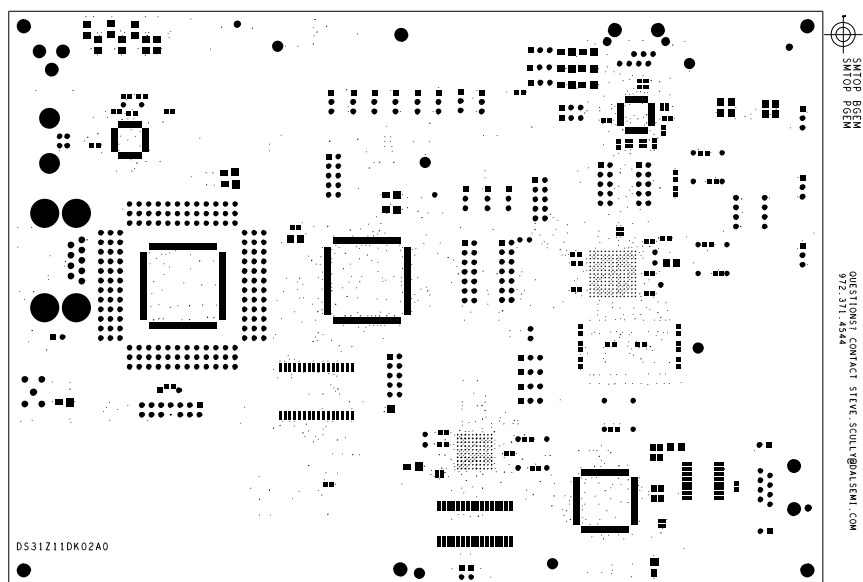 SMTOP BGEM
SMTOP PGEM
QUESTIONS? CONTACT STEVE.SCULLY@DALSEMI.COM
972.371.4544
DS31Z11DK02A0